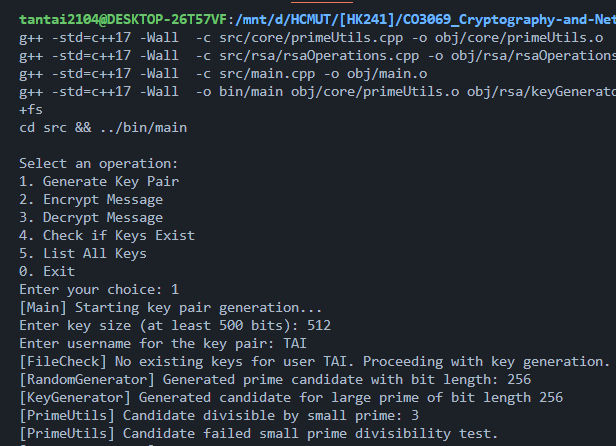 tantai2104@DESKTOP-26T57VF:/mnt/d/HCMUT/[HK241]/CO3069_Cryptography-and-Net
g++ -std=c++17 -Wall  -c src/core/primeUtils.cpp -o obj/core/primeUtils.o
g++ -std=c++17 -Wall  -c src/rsa/rsaOperations.cpp -o obj/rsa/rsaOperations
g++ -std=c++17 -Wall  -c src/main.cpp -o obj/main.o
g++ -std=c++17 -Wall  -o bin/main obj/core/primeUtils.o obj/rsa/keyGenerato
+fs
cd src && ../bin/main
Select an operation:
1. Generate Key Pair
2. Encrypt Message
3. Decrypt Message
4. Check if Keys Exist
5. List All Keys
0. Exit
Enter your choice: 1
[Main] Starting key pair generation...
Enter key size (at least 500 bits): 512
Enter username for the key pair: TAI
[FileCheck] No existing keys for user TAI. Proceeding with key generation.
[RandomGenerator] Generated prime candidate with bit length: 256
[KeyGenerator] Generated candidate for large prime of bit length 256
[PrimeUtils] Candidate divisible by small prime: 3
[PrimeUtils] Candidate failed small prime divisibility test.